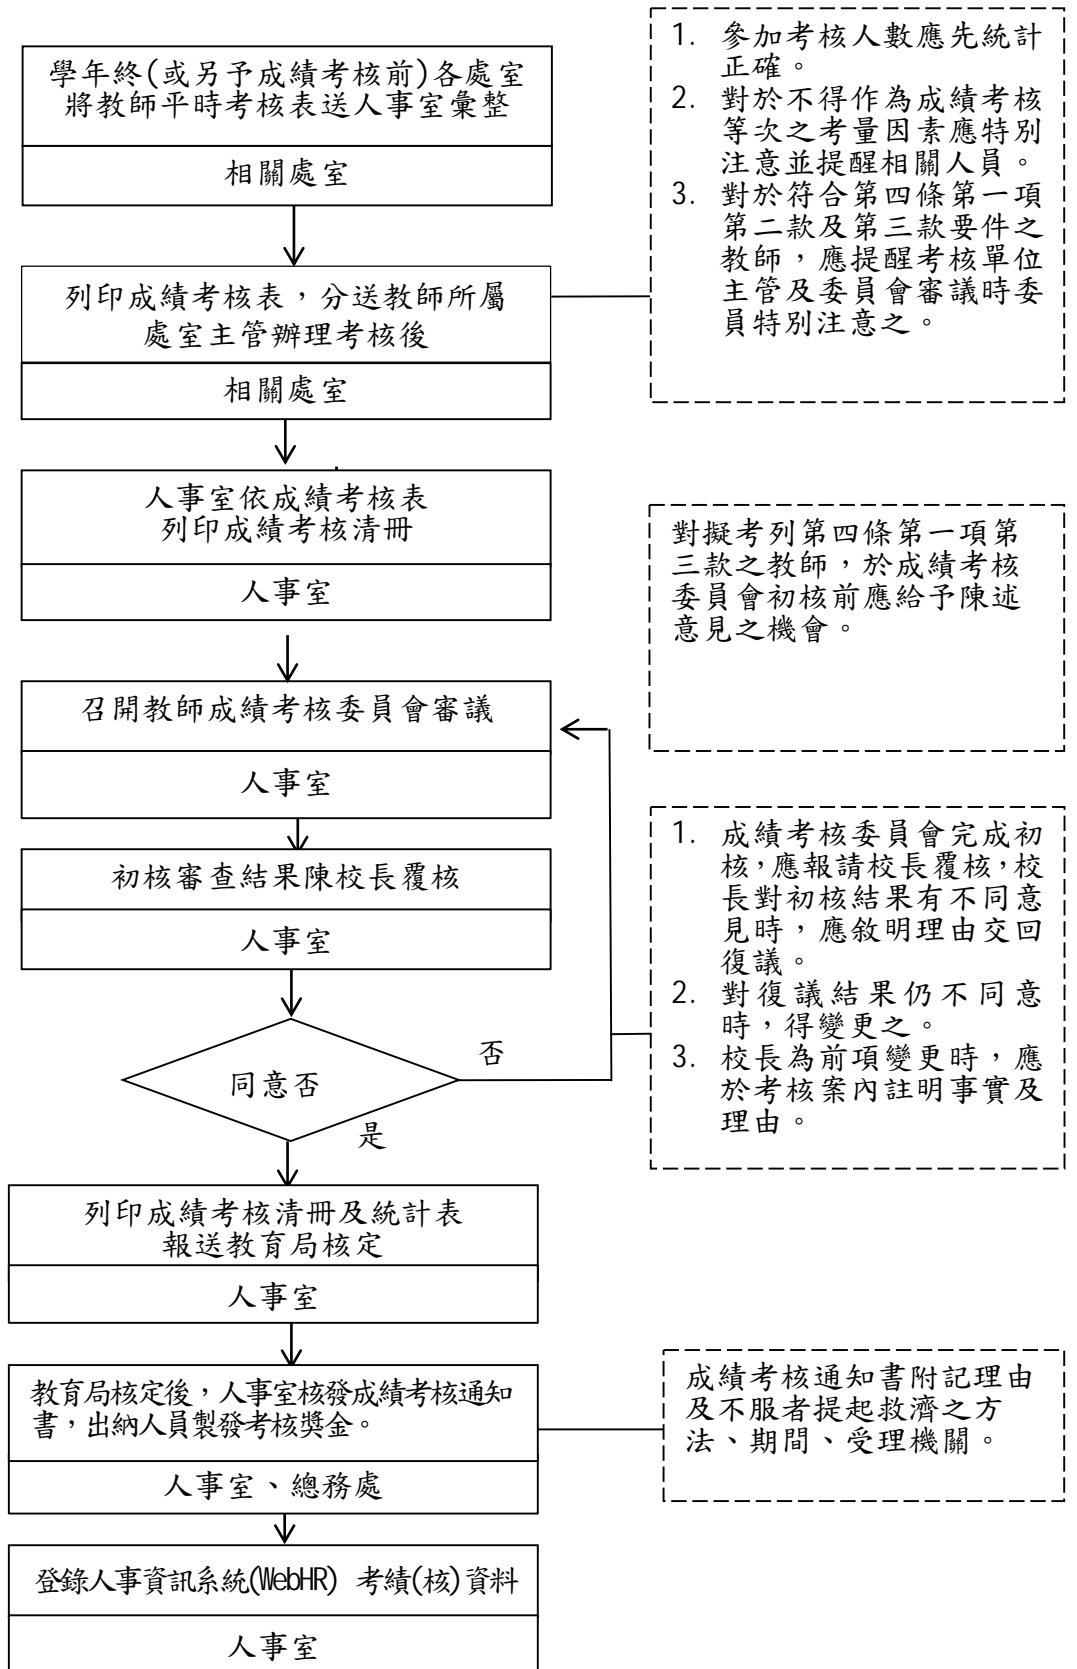 學年終(或另予成績考核前)各處室
將教師平時考核表送人事室彙整
相關處室
1. 參加考核人數應先統計
正確。
2. 對於不得作為成績考核
等次之考量因素應特別
注意並提醒相關人員。
3. 對於符合第四條第一項
第二款及第三款要件之
教師，應提醒考核單位
主管及委員會審議時委
員特別注意之。
列印成績考核表，分送教師所屬
處室主管辦理考核後
相關處室
人事室依成績考核表
列印成績考核清冊
人事室
對擬考列第四條第一項第
三款之教師，於成績考核
委員會初核前應給予陳述
意見之機會。
召開教師成績考核委員會審議
人事室
初核審查結果陳校長覆核
人事室
1. 成績考核委員會完成初
核，應報請校長覆核，校
長對初核結果有不同意
見時，應敘明理由交回
復議。
2. 對復議結果仍不同意
時，得變更之。
3. 校長為前項變更時，應
於考核案內註明事實及
理由。
同意否
否
是
列印成績考核清冊及統計表
報送教育局核定
人事室
教育局核定後，人事室核發成績考核通知
書，出納人員製發考核獎金。
人事室、總務處
成績考核通知書附記理由
及不服者提起救濟之方
法、期間、受理機關。
登錄人事資訊系統(WebHR) 考績(核)資料
人事室